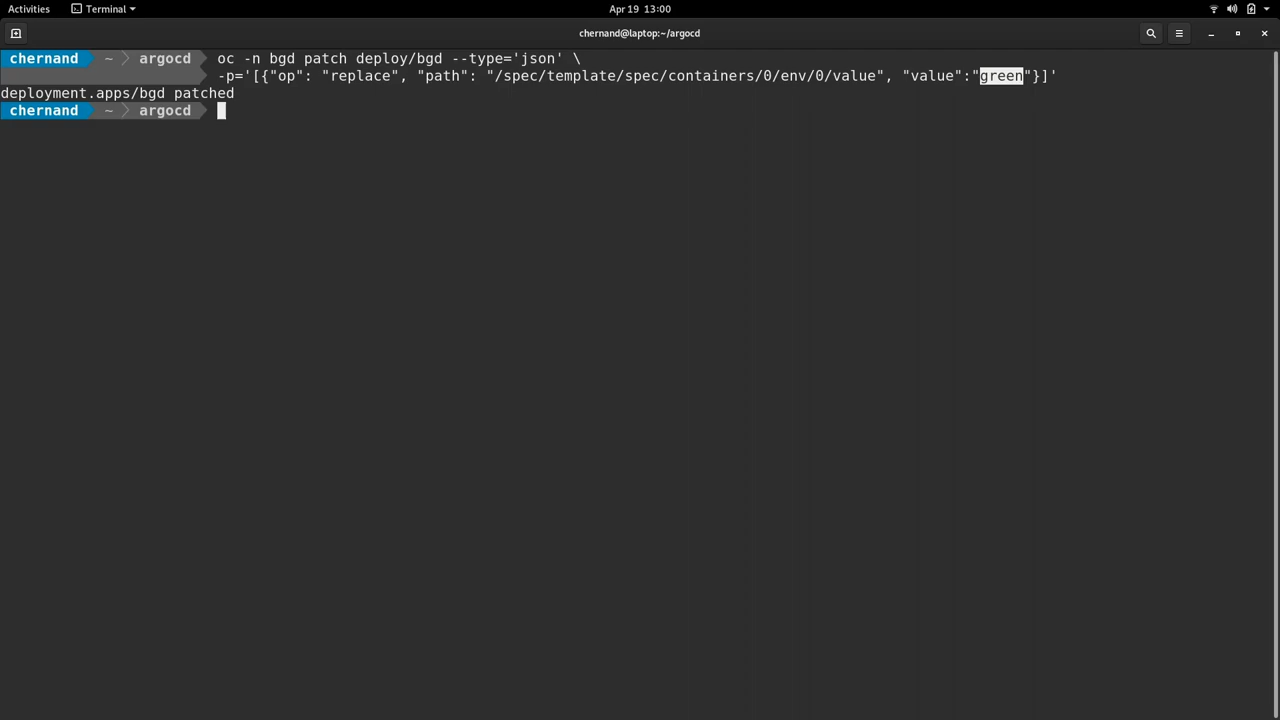 Activities Terminal Apr 19 13:00
chernand@laptop:~/argocd
chernand ~ argocd oc -n bgd patch deploy/bgd --type='json' \
-p='[{"op": "replace", "path": "/spec/template/spec/containers/0/env/0/value", "value":"green"}]'
deployment.apps/bgd patched
chernand ~ argocd